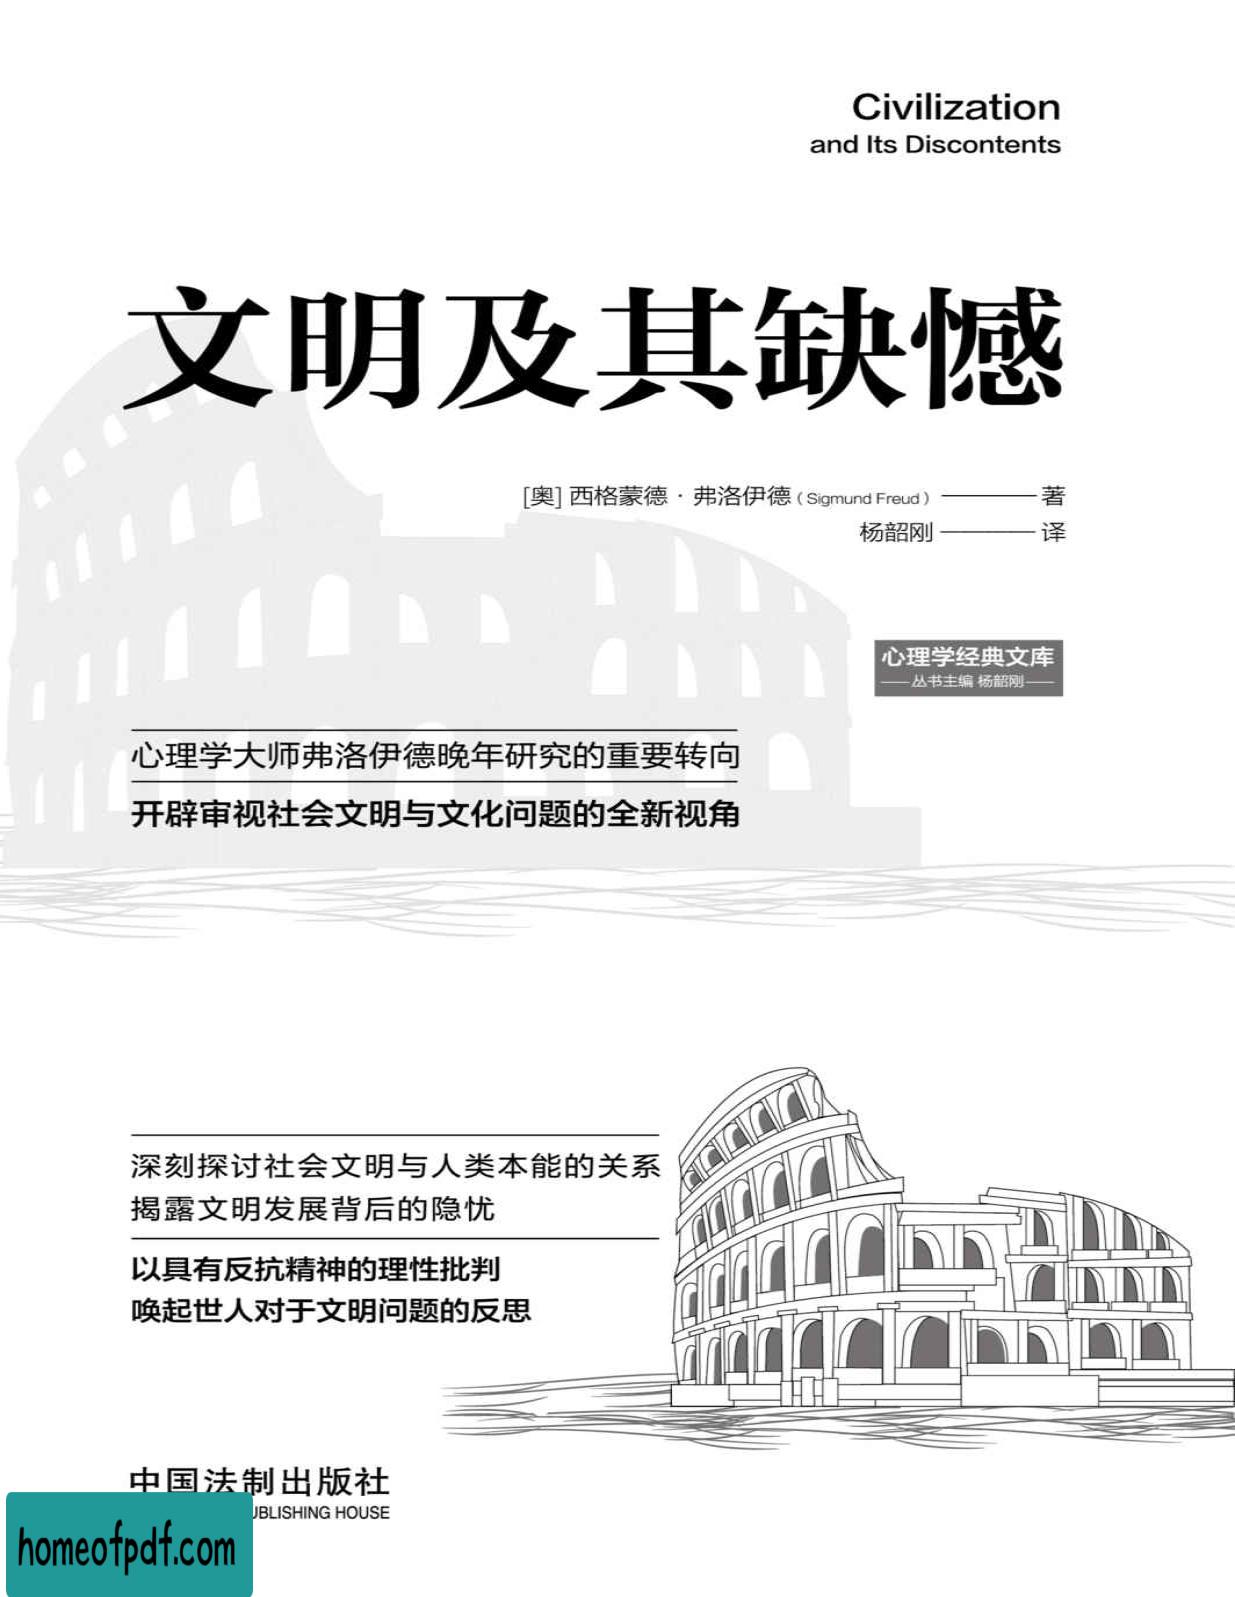 Civilization
and Its Discontents
文明及其缺憾
[奥] 西格蒙德·弗洛伊德(Sigmund Freud) ——— 著
杨韶刚 ——— 译
心理学经典文库
——丛书主编 杨韶刚——
心理学大师弗洛伊德晚年研究的重要转向
开辟审视社会文明与文化问题的全新视角
深刻探讨社会文明与人类本能的关系
揭露文明发展背后的隐忧
以具有反抗精神的理性批判
唤起世人对于文明问题的反思
中国法制出版社
UBLISHING HOUSE
homeofpdf.com